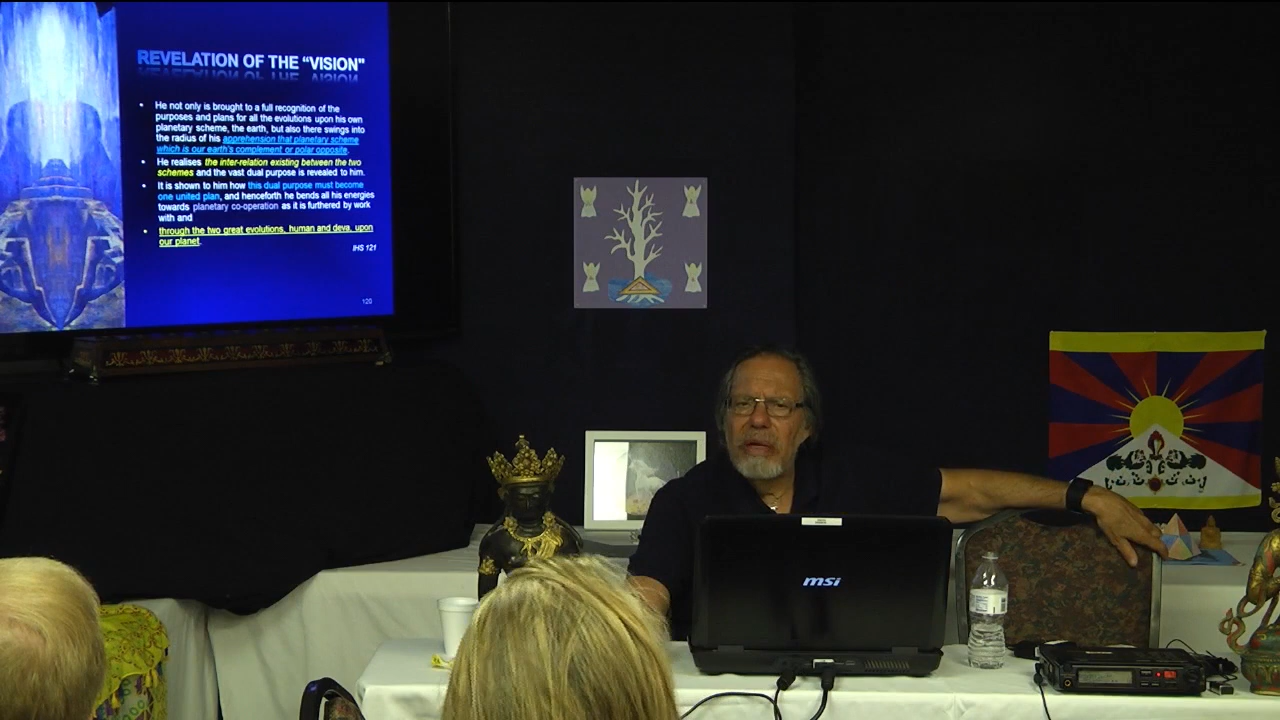 REVELATION OF THE “VISION”
• He not only is brought to a full recognition of the
purposes and plans for all the evolutions upon his own
planetary scheme, the earth, but also there swings into
the radius of his apprehension that planetary scheme
which is our earth's complement or polar opposite.
• He realises the inter-relation existing between the two
schemes and the vast dual purpose is revealed to him.
• It is shown to him how this dual purpose must become
one united plan, and henceforth he bends all his energies
towards planetary co-operation as it is furthered by work
with and
• through the two great evolutions, human and deva, upon
our planet.
IHS 121
120
msi